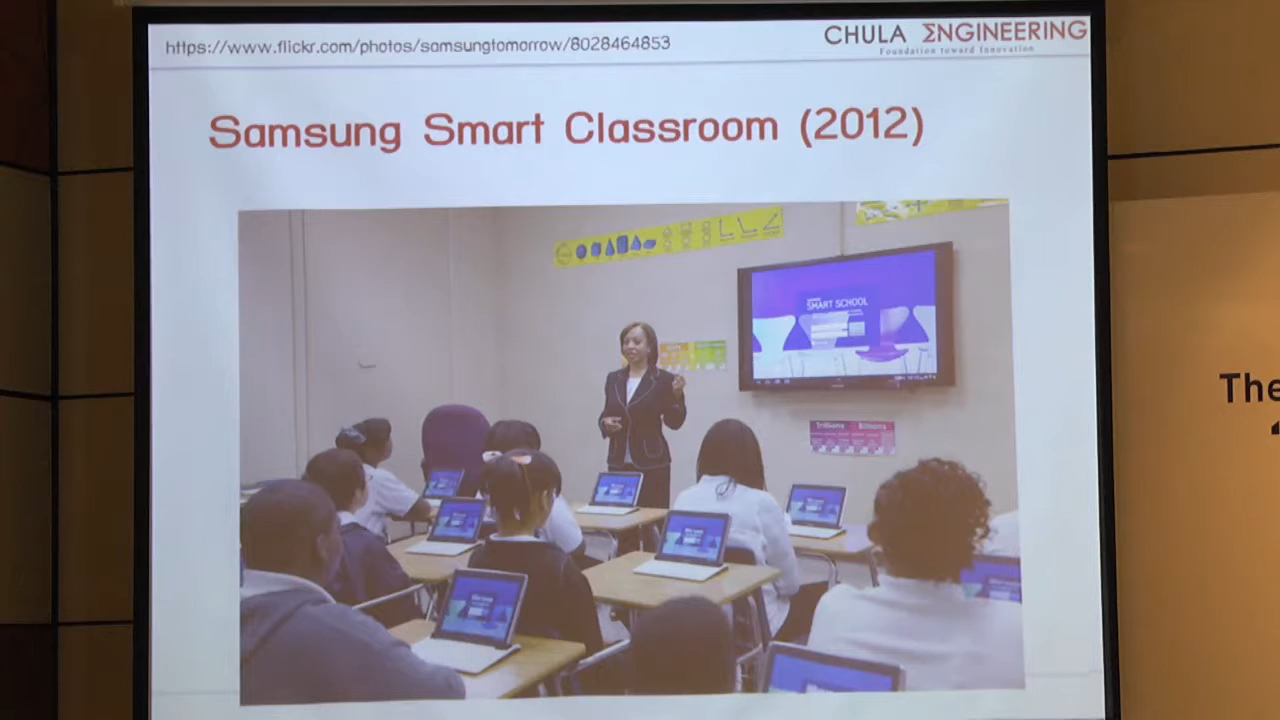 https://www.flickr.com/photos/samsungtomorrow/8028464853
CHULA ΣNGINEERING
Foundation toward Innovation
Samsung Smart Classroom (2012)
SMART SCHOOL
Trillions Billions
The